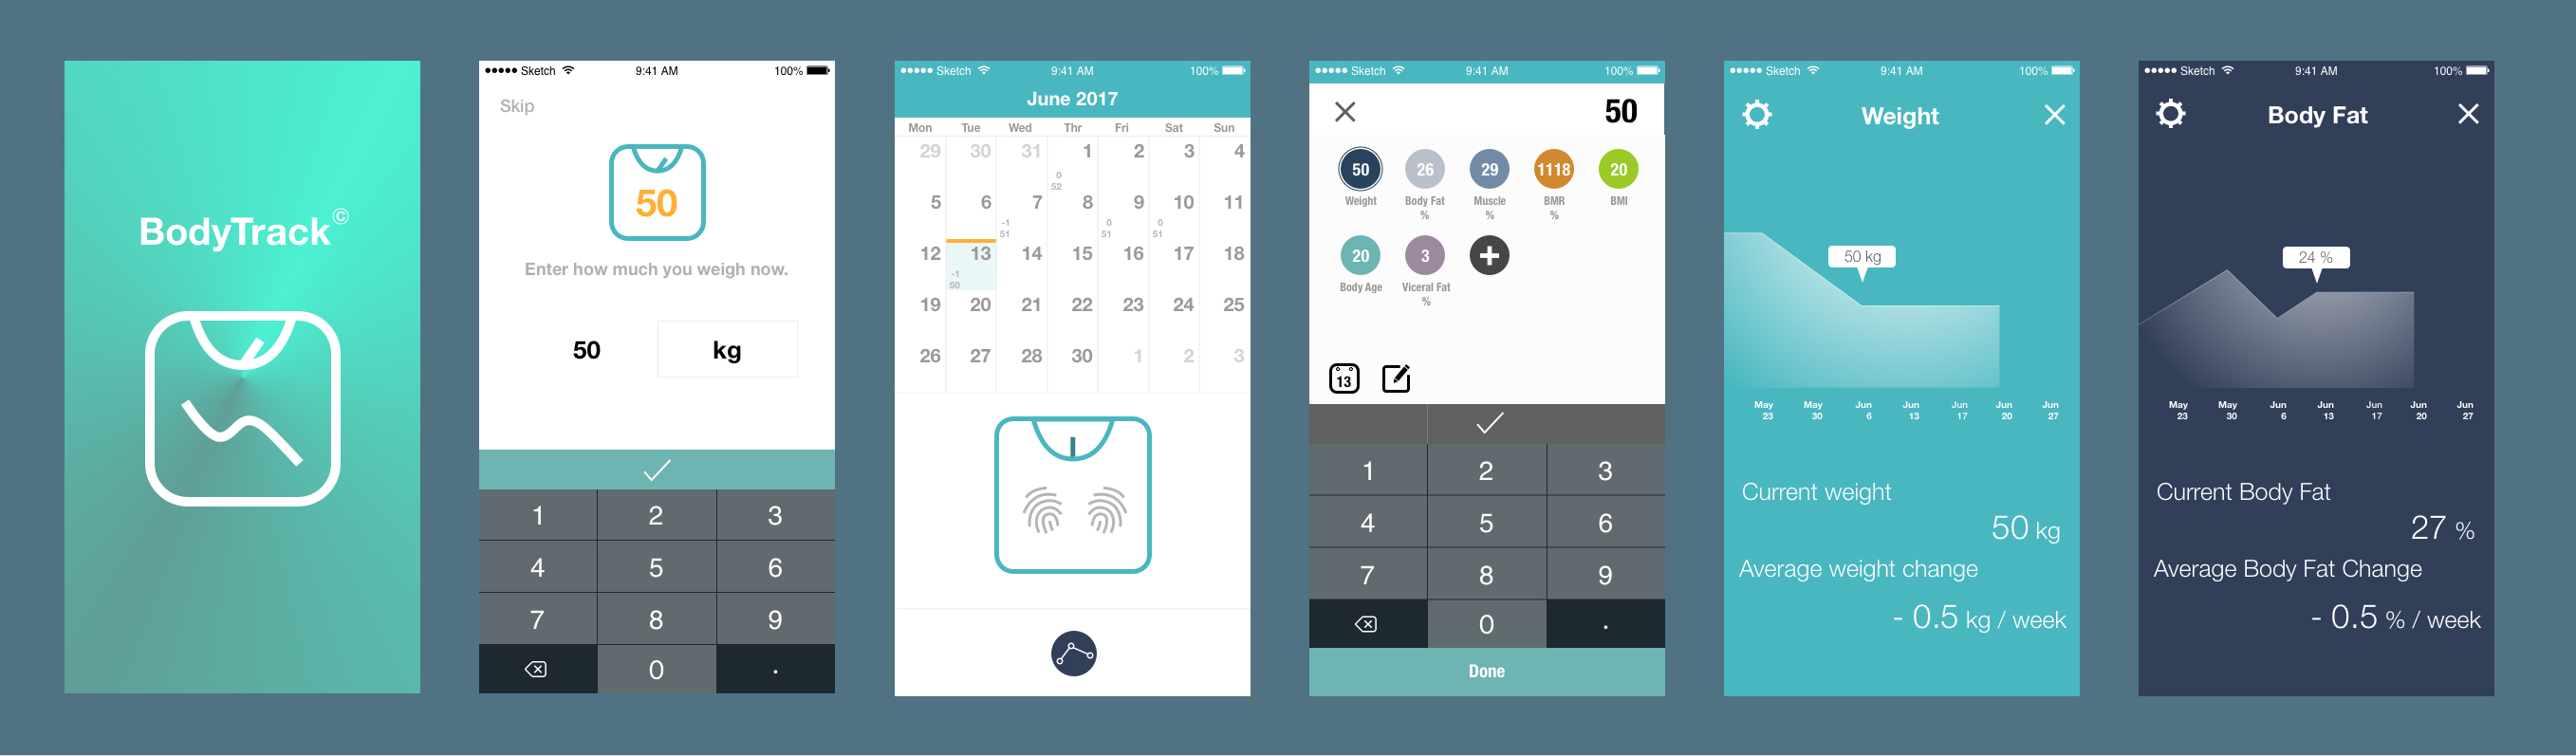 BodyTrack©
Sketch 9:41 AM 100%
Skip
50
Enter how much you weigh now.
50 kg
1 2 3
4 5 6
7 8 9
0 .
Sketch 9:41 AM 100%
June 2017
Mon Tue Wed Thr Fri Sat Sun
29 30 31 1 2 3 4
0
52
5 6 7 8 9 10 11
-1 0 0
51 51 51
12 13 14 15 16 17 18
-1
50
19 20 21 22 23 24 25
26 27 28 30 1 2 3
Sketch 9:41 AM 100%
50
50 26 29 1118 20
Weight Body Fat Muscle BMR BMI
% % %
20 3
Body Age Viceral Fat
%
13
1 2 3
4 5 6
7 8 9
0 .
Done
Sketch 9:41 AM 100%
Weight
50 kg
May May Jun Jun Jun Jun Jun
23 30 6 13 17 20 27
Current weight
50 kg
Average weight change
- 0.5 kg / week
Sketch 9:41 AM 100%
Body Fat
24 %
May May Jun Jun Jun Jun Jun
23 30 6 13 17 20 27
Current Body Fat
27 %
Average Body Fat Change
- 0.5 % / week